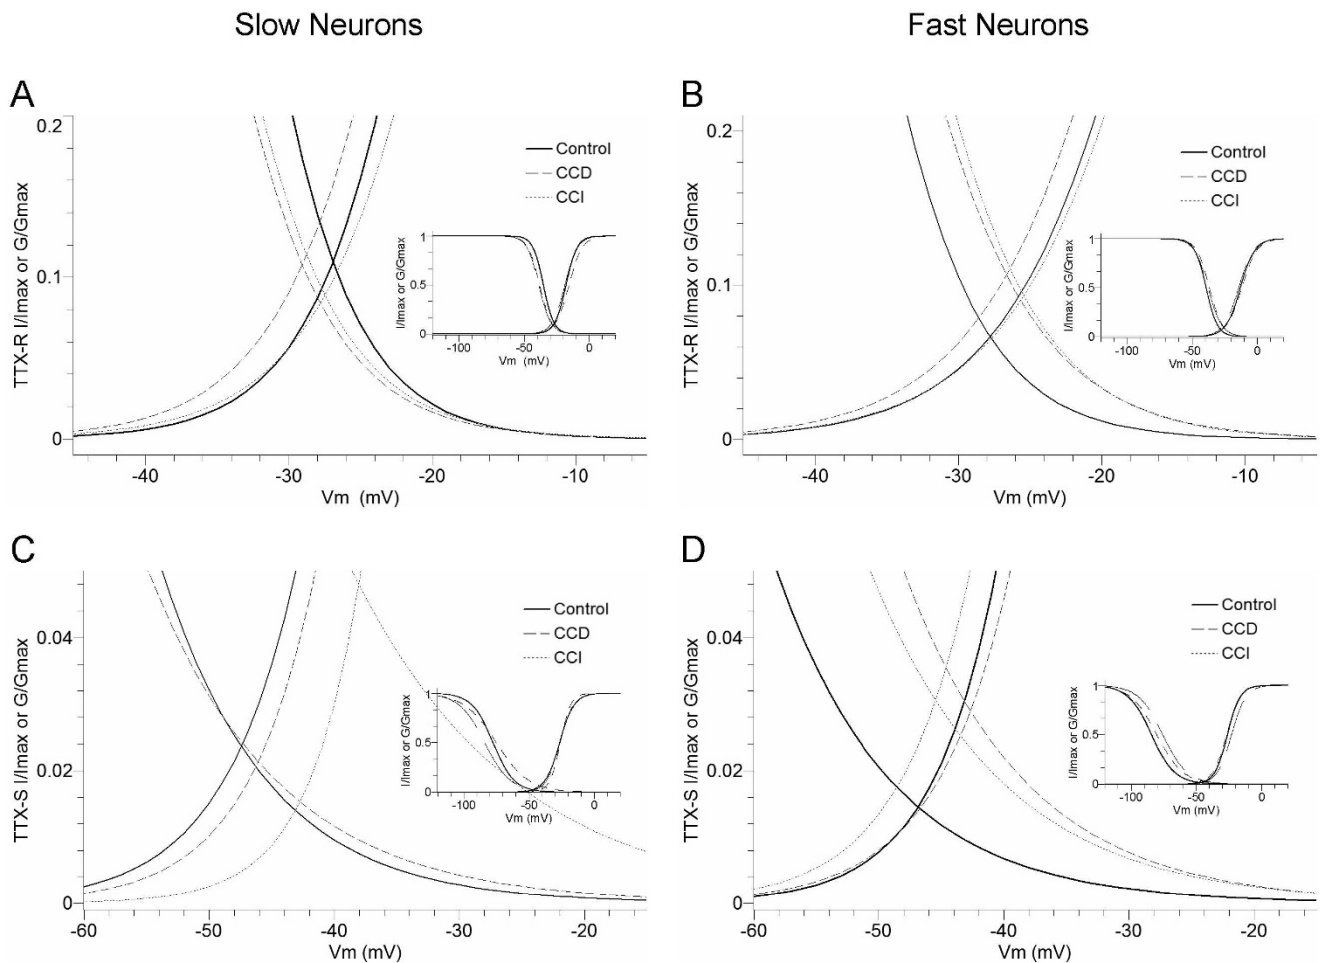 Slow Neurons
Fast Neurons
A
0.2
0.1
0
TTX-R I/Imax or G/Gmax
Control
CCD
CCI
I/Imax or G/Gmax
1
0.5
0
-100 -50 0
Vm (mV)
-40 -30 -20 -10
Vm (mV)
B
0.2
0.1
0
TTX-R I/Imax or G/Gmax
Control
CCD
CCI
I/Imax or G/Gmax
1
0.5
0
-100 -50 0
Vm (mV)
-40 -30 -20 -10
Vm (mV)
C
0.04
0.02
0
TTX-S I/Imax or G/Gmax
Control
CCD
CCI
I/Imax or G/Gmax
1
0.5
0
-100 -50 0
Vm (mV)
-60 -50 -40 -30 -20
Vm (mV)
D
0.04
0.02
0
TTX-S I/Imax or G/Gmax
Control
CCD
CCI
I/Imax or G/Gmax
1
0.5
0
-100 -50 0
Vm (mV)
-60 -50 -40 -30 -20
Vm (mV)